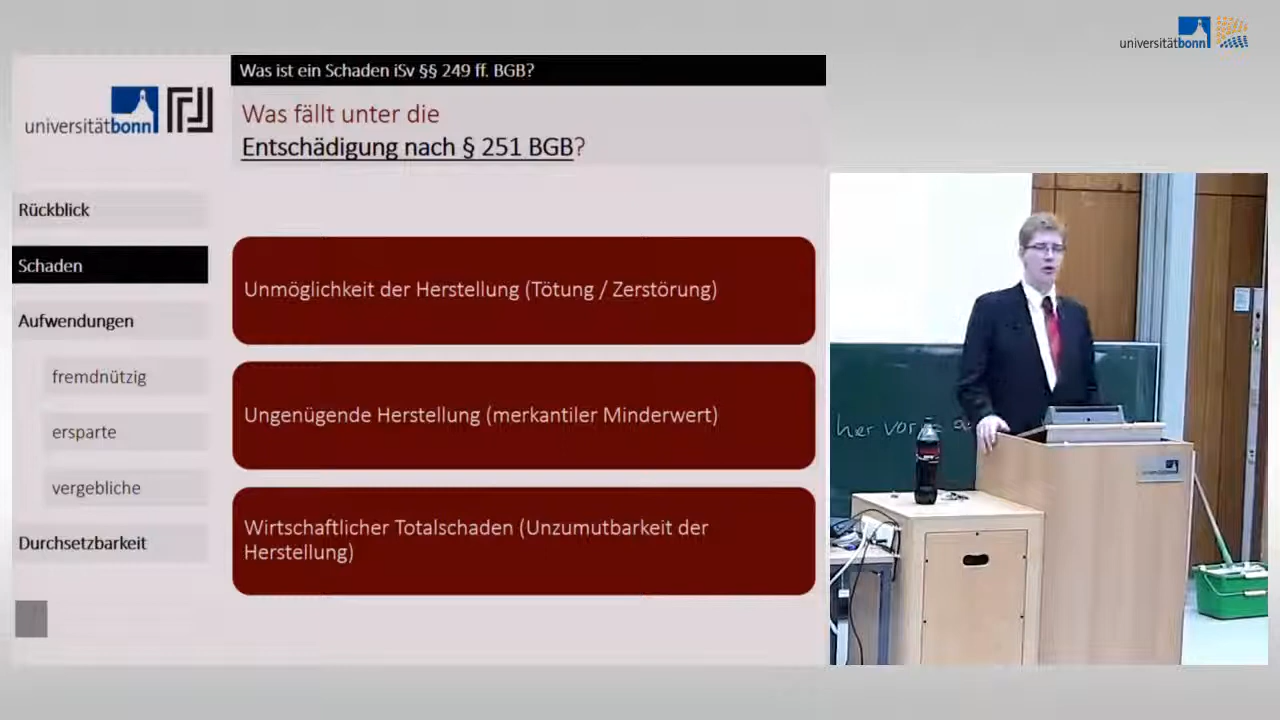 universitätbonn
Was ist ein Schaden iSv §§ 249 ff. BGB?
universitätbonn
Was fällt unter die
Entschädigung nach § 251 BGB?
Rückblick
Schaden
Aufwendungen
fremdnützig
ersparte
vergebliche
Durchsetzbarkeit
Unmöglichkeit der Herstellung (Tötung / Zerstörung)
Ungenügende Herstellung (merkantiler Minderwert)
Wirtschaftlicher Totalschaden (Unzumutbarkeit der
Herstellung)
her vor